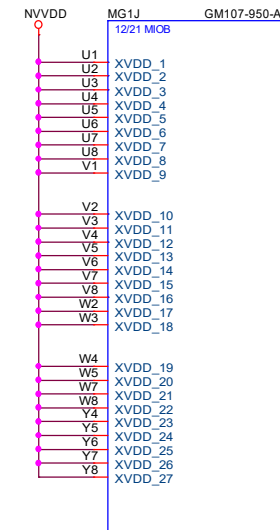 NVVDD MG1J GM107-950-A
12/21 MIOB
U1 XVDD_1
U2 XVDD_2
U3 XVDD_3
U4 XVDD_4
U5 XVDD_5
U6 XVDD_6
U7 XVDD_7
U8 XVDD_8
V1 XVDD_9
V2 XVDD_10
V3 XVDD_11
V4 XVDD_12
V5 XVDD_13
V6 XVDD_14
V7 XVDD_15
V8 XVDD_16
W2 XVDD_17
W3 XVDD_18
W4 XVDD_19
W5 XVDD_20
W7 XVDD_21
W8 XVDD_22
Y4 XVDD_23
Y5 XVDD_24
Y6 XVDD_25
Y7 XVDD_26
Y8 XVDD_27